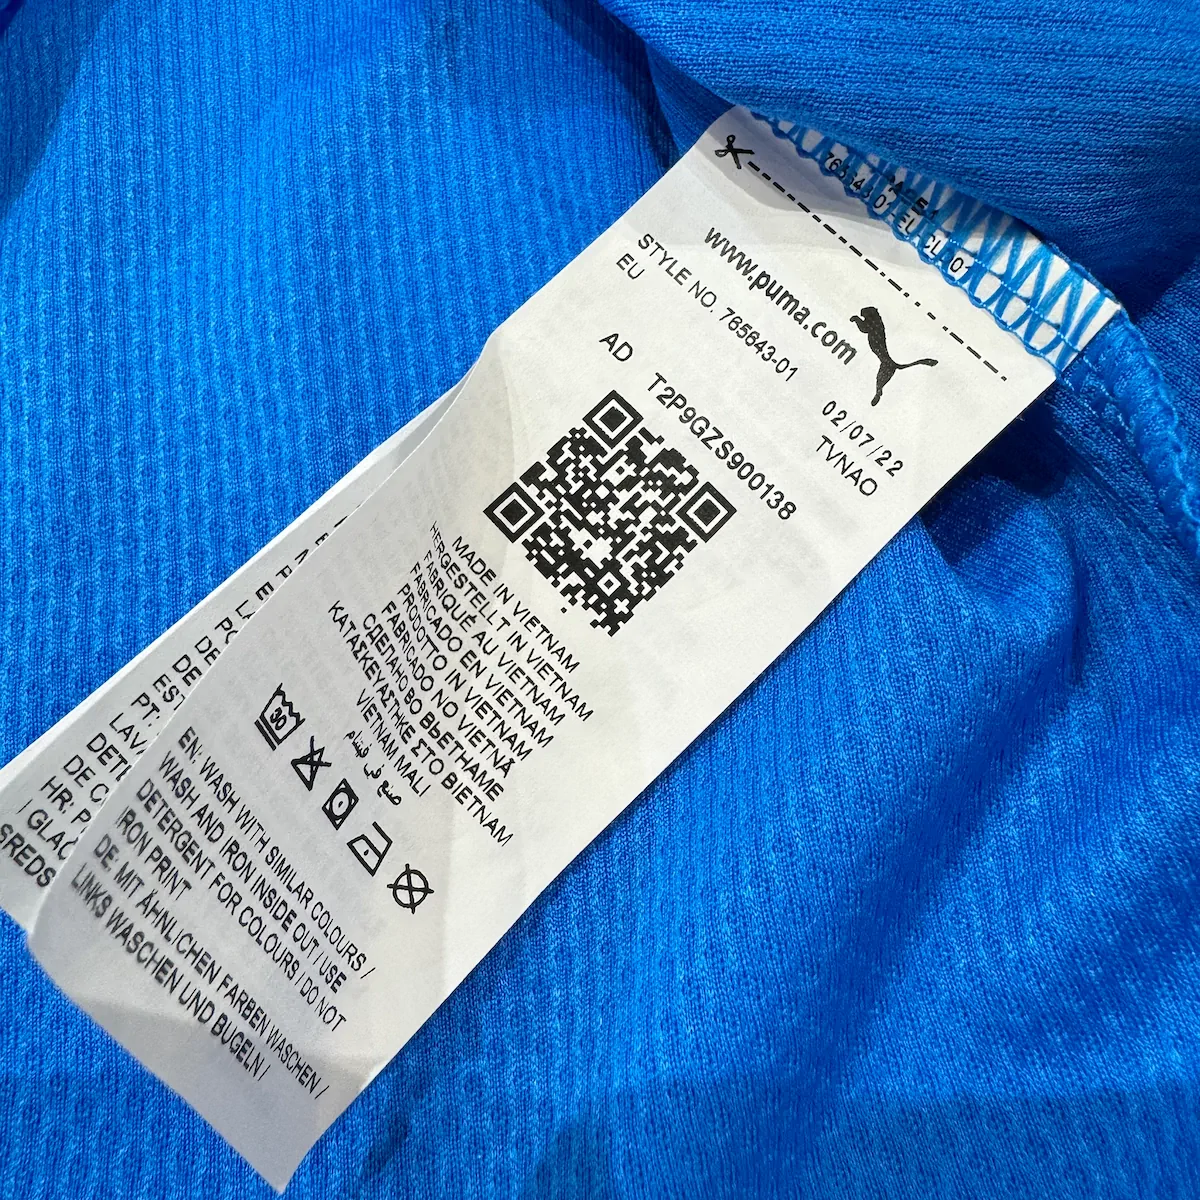 www.puma.com
STYLE NO. 765643-01
EU
02/07/22
TVNAO
AD
T2P9GZS900138
MADE IN VIETNAM
HERGESTELLT IN VIETNAM
FABRIQUÉ AU VIETNAM
FABRICADO EN VIETNAM
PRODOTTO IN VIETNAM
FABRICADO NO VIETNÃ
СДЕЛАНО ВО ВЬЕТНАМЕ
ΚΑΤΑΣΚΕΥΑΣΤΗΚΕ ΣΤΟ ΒΙΕΤΝΑΜ
VIETNAM MALI
صنع في فيتنام
30
EN: WASH WITH SIMILAR COLOURS /
WASH AND IRON INSIDE OUT / USE
DETERGENT FOR COLOURS / DO NOT
IRON PRINT
DE: MIT ÄHNLICHEN FARBEN WASCHEN /
LINKS WASCHEN UND BÜGELN /
PT:
HR: